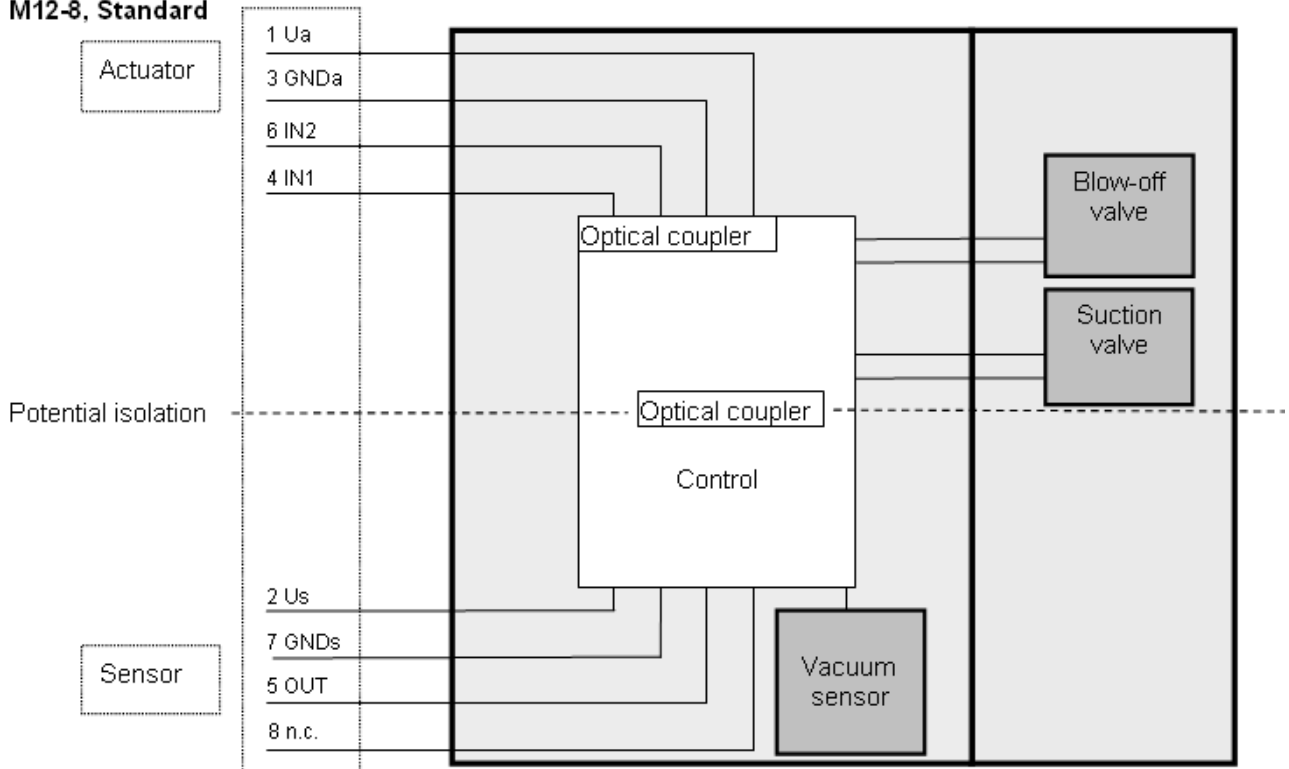 M12-8, Standard
Actuator
1 Ua
3 GNDa
6 IN2
4 IN1
Optical coupler
Blow-off
valve
Suction
valve
Potential isolation
Optical coupler
Control
2 Us
7 GNDs
5 OUT
8 n.c.
Sensor
Vacuum
sensor